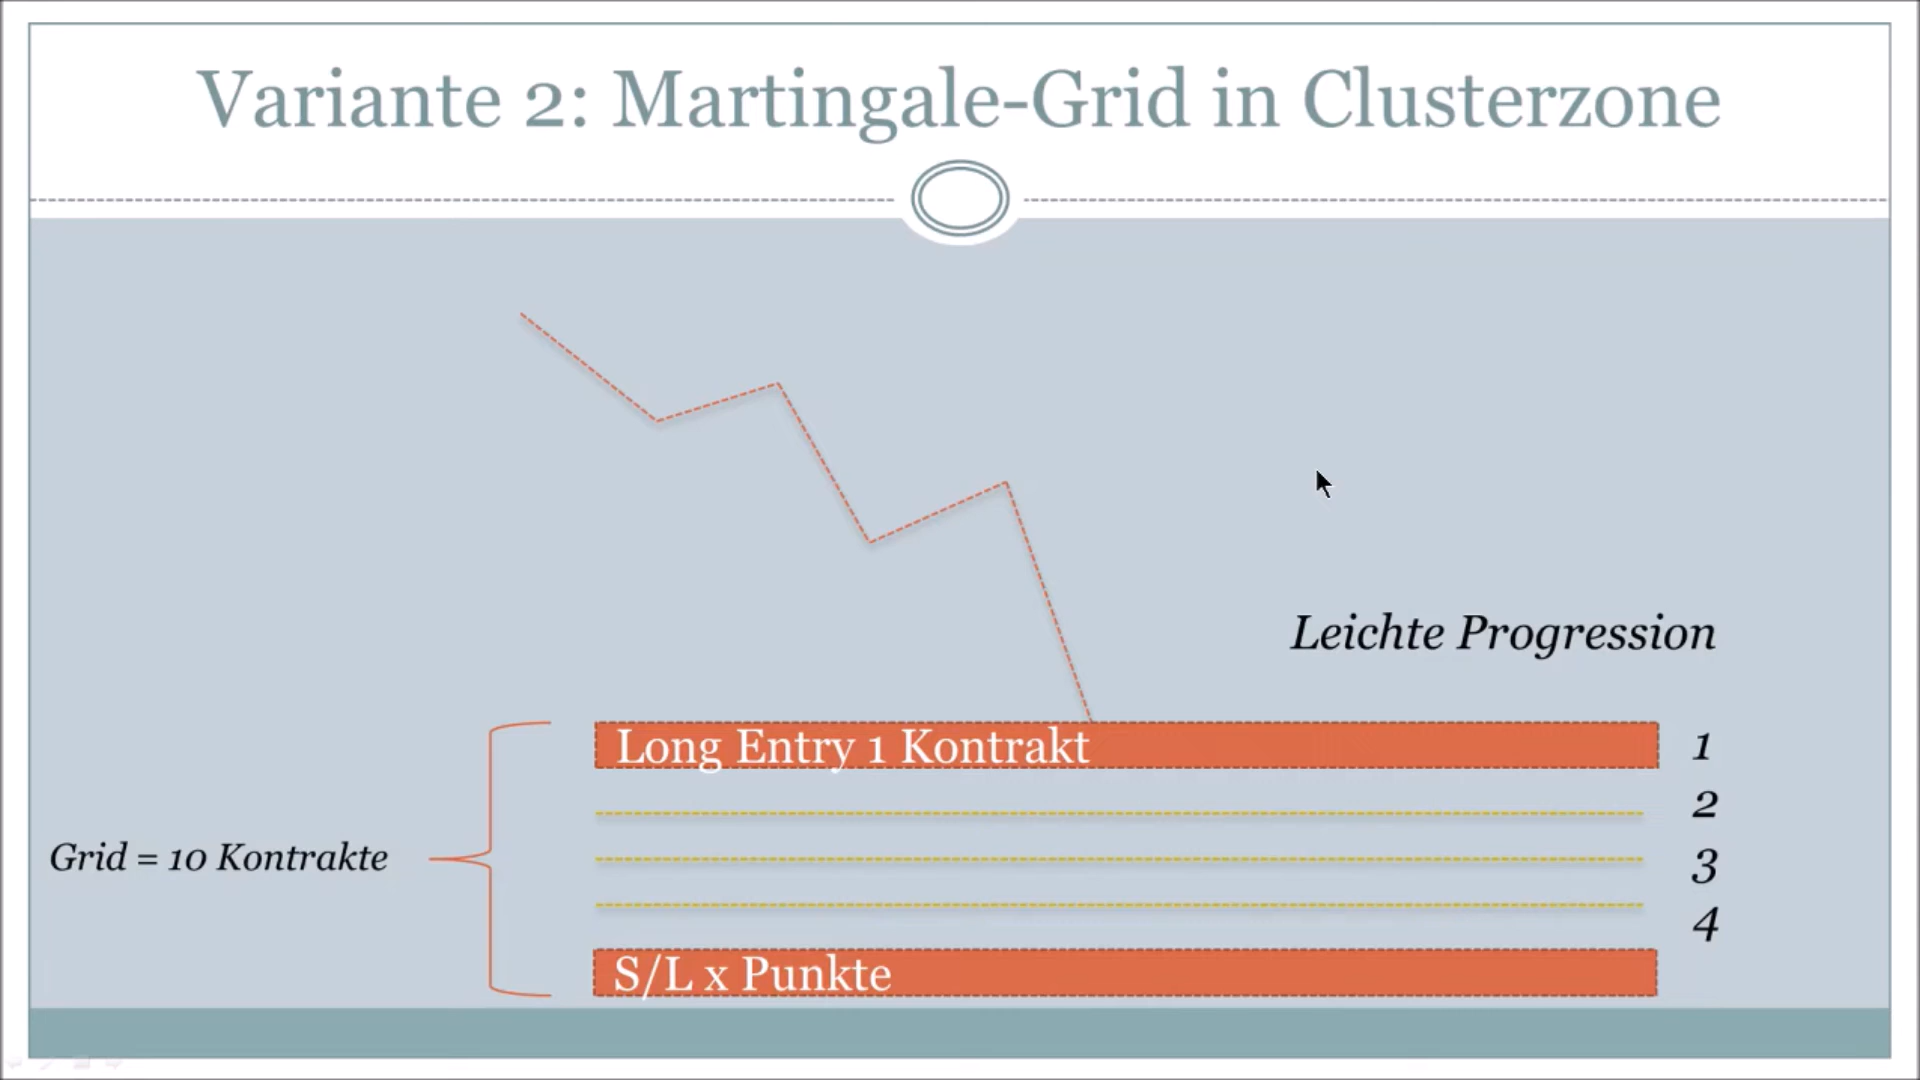 Variante 2: Martingale-Grid in Clusterzone
Leichte Progression
Long Entry 1 Kontrakt
1
2
Grid = 10 Kontrakte
3
4
S/L x Punkte